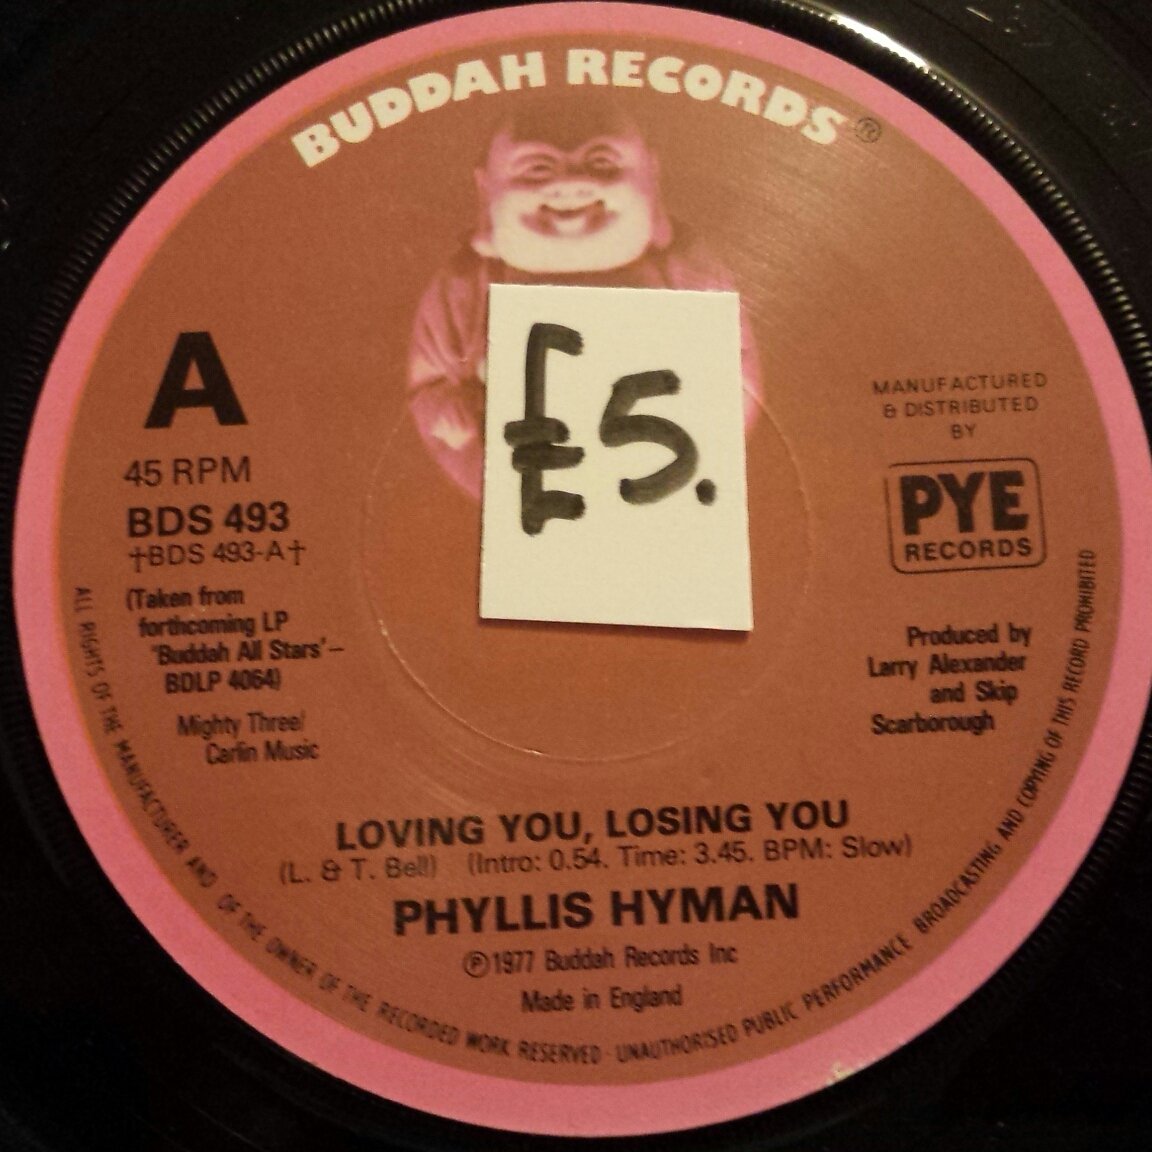 BUDDAH RECORDS®
£5.
A
45 RPM
BDS 493
†BDS 493-A†
(Taken from
forthcoming LP
'Buddah All Stars'–
BDLP 4064)
Mighty Three/
Carlin Music
MANUFACTURED
& DISTRIBUTED
BY
PYE
RECORDS
Produced by
Larry Alexander
and Skip
Scarborough
LOVING YOU, LOSING YOU
(L. & T. Bell) (Intro: 0.54. Time: 3.45. BPM: Slow)
PHYLLIS HYMAN
℗1977 Buddah Records Inc
Made in England
ALL RIGHTS OF THE MANUFACTURER AND OF THE OWNER OF THE RECORDED WORK RESERVED · UNAUTHORISED PUBLIC PERFORMANCE BROADCASTING AND COPYING OF THIS RECORD PROHIBITED